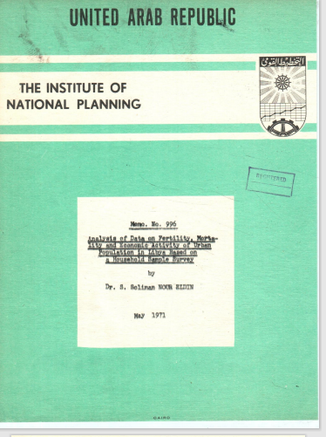 UNITED ARAB REPUBLIC
THE INSTITUTE OF
NATIONAL PLANNING
Memo. No. 996
Analysis of Data on Fertility, Morta-
lity and Economic Activity of Urban
Population in Libya Based on
a Household Sample Survey
by
Dr. S. Soliman NOUR ELDIN
May 1971